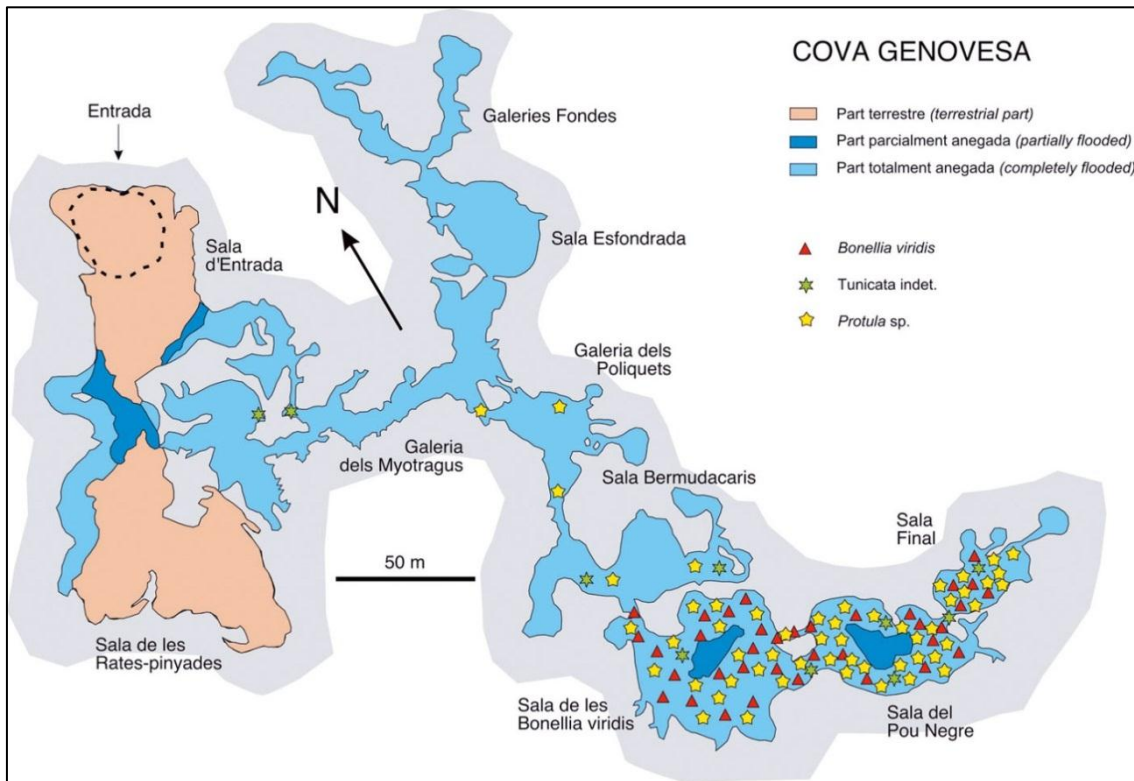 COVA GENOVESA
Part terrestre (terrestrial part)
Part parcialment anegada (partially flooded)
Part totalment anegada (completely flooded)
Bonellia viridis
Tunicata indet.
Protula sp.
Entrada
Galeries Fondes
N
Sala
d'Entrada
Sala Esfondrada
Galeria dels
Poliquets
Galeria
dels Myotragus
Sala Bermudacaris
50 m
Sala
Final
Sala de les
Rates-pinyades
Sala de les
Bonellia viridis
Sala del
Pou Negre